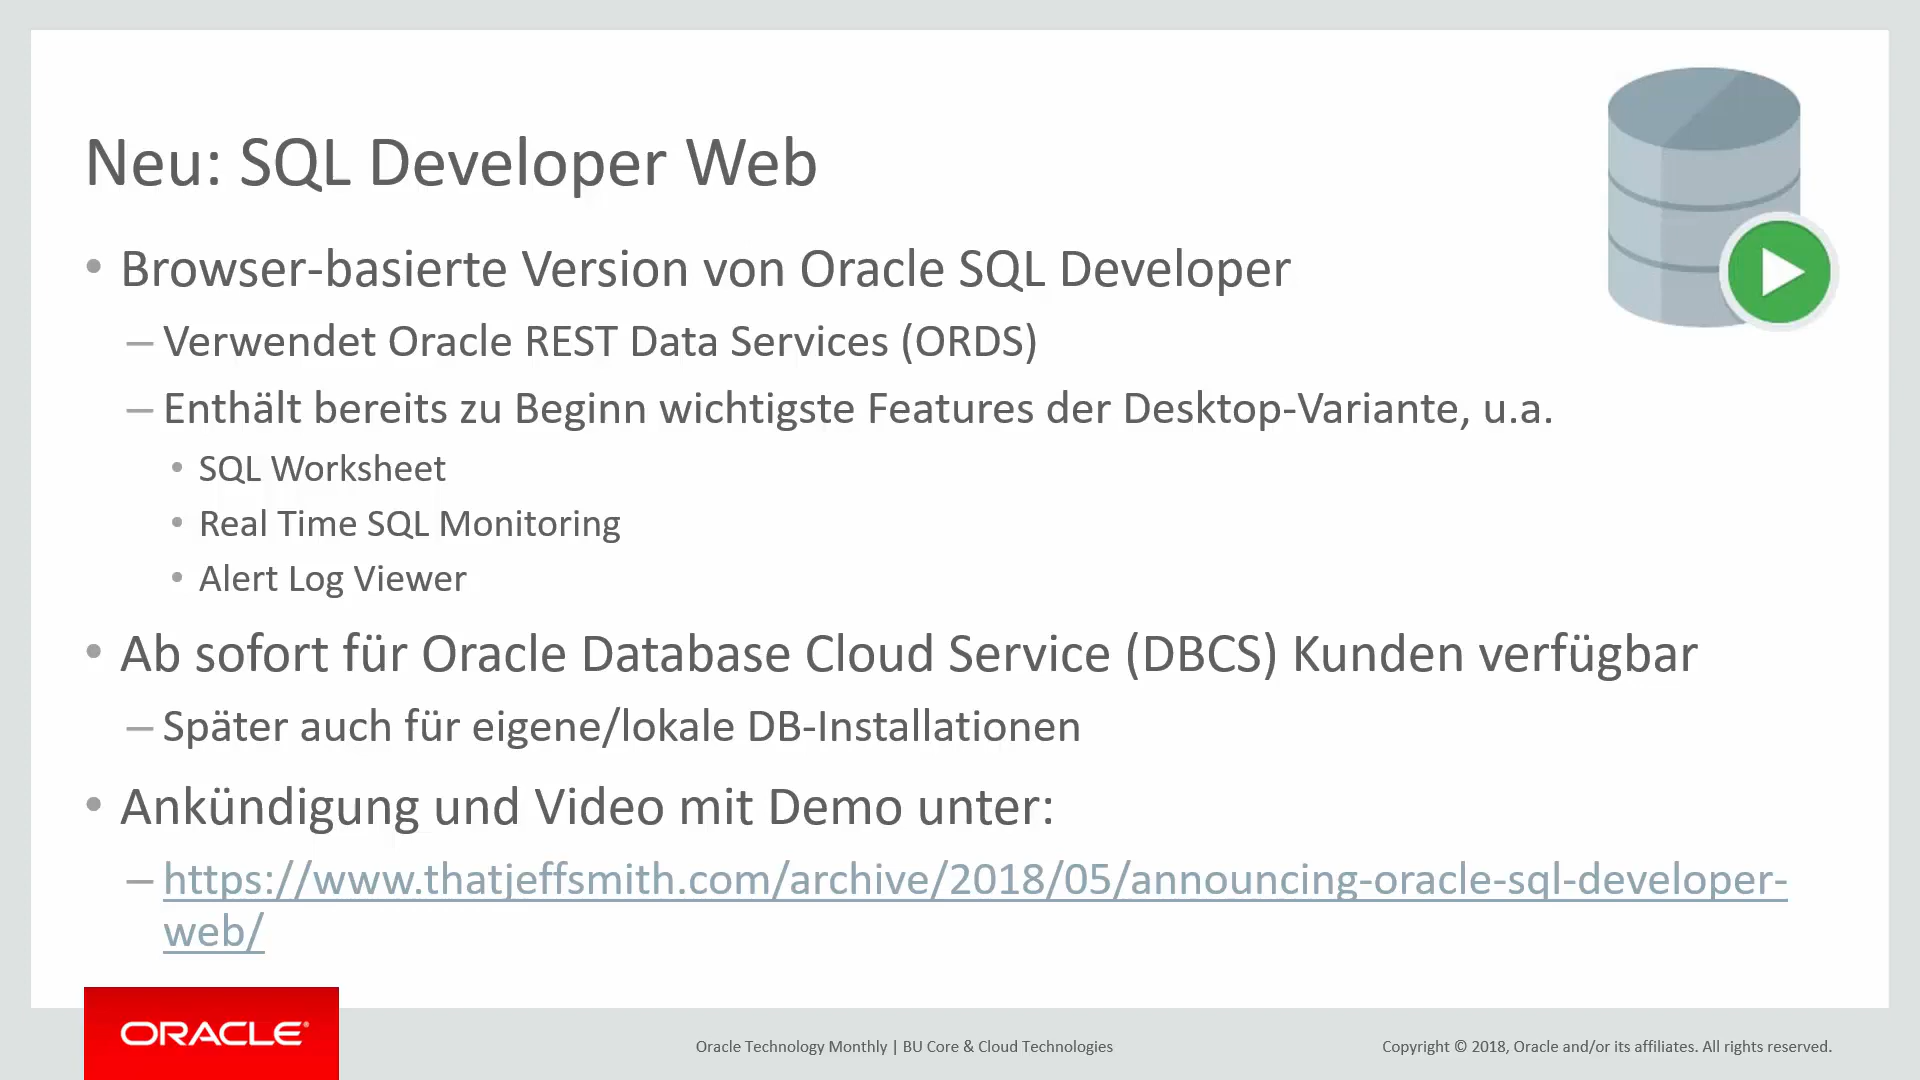 Neu: SQL Developer Web
• Browser-basierte Version von Oracle SQL Developer
– Verwendet Oracle REST Data Services (ORDS)
– Enthält bereits zu Beginn wichtigste Features der Desktop-Variante, u.a.
• SQL Worksheet
• Real Time SQL Monitoring
• Alert Log Viewer
• Ab sofort für Oracle Database Cloud Service (DBCS) Kunden verfügbar
– Später auch für eigene/lokale DB-Installationen
• Ankündigung und Video mit Demo unter:
– https://www.thatjeffsmith.com/archive/2018/05/announcing-oracle-sql-developer-
web/
ORACLE®
Oracle Technology Monthly | BU Core & Cloud Technologies
Copyright © 2018, Oracle and/or its affiliates. All rights reserved.